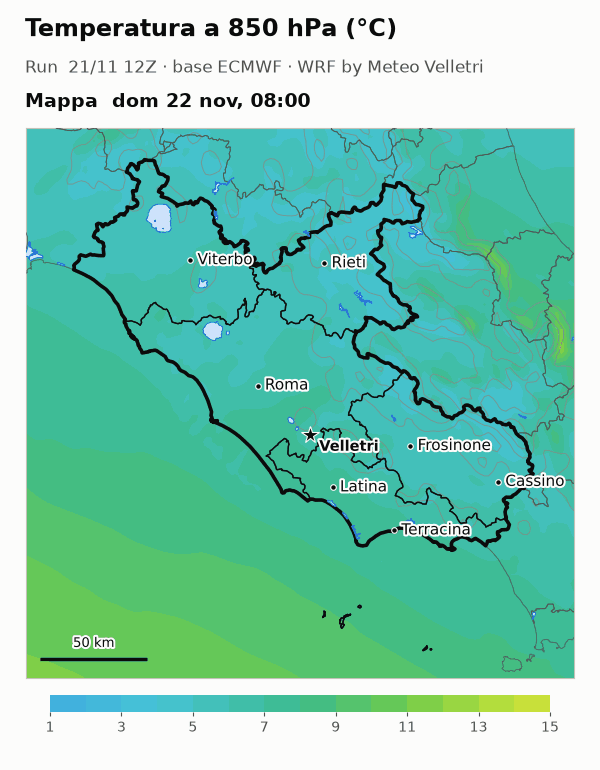 Temperatura a 850 hPa (°C)
Run  21/11 12Z · base ECMWF · WRF by Meteo Velletri
Mappa  dom 22 nov, 08:00
Viterbo
Rieti
Roma
Velletri
Frosinone
Latina
Cassino
Terracina
50 km
1 3 5 7 9 11 13 15